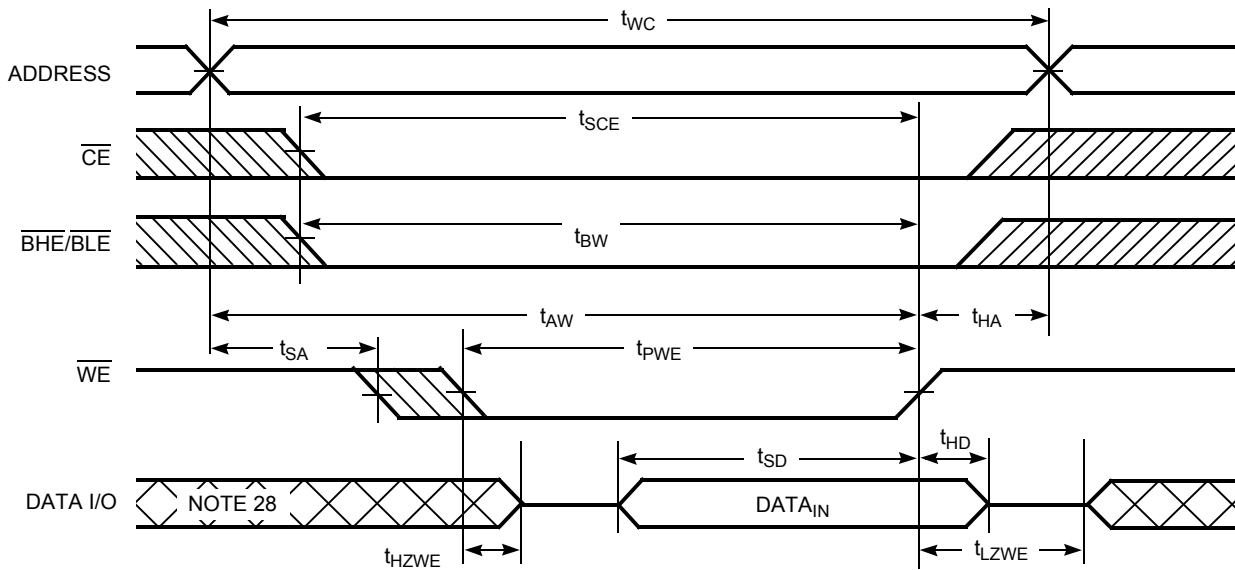 tWC
ADDRESS
tSCE
CE
tBW
BHE/BLE
tAW
tHA
tSA
tPWE
WE
tHD
tSD
DATA I/O
NOTE 28
DATAIN
tHZWE
tLZWE